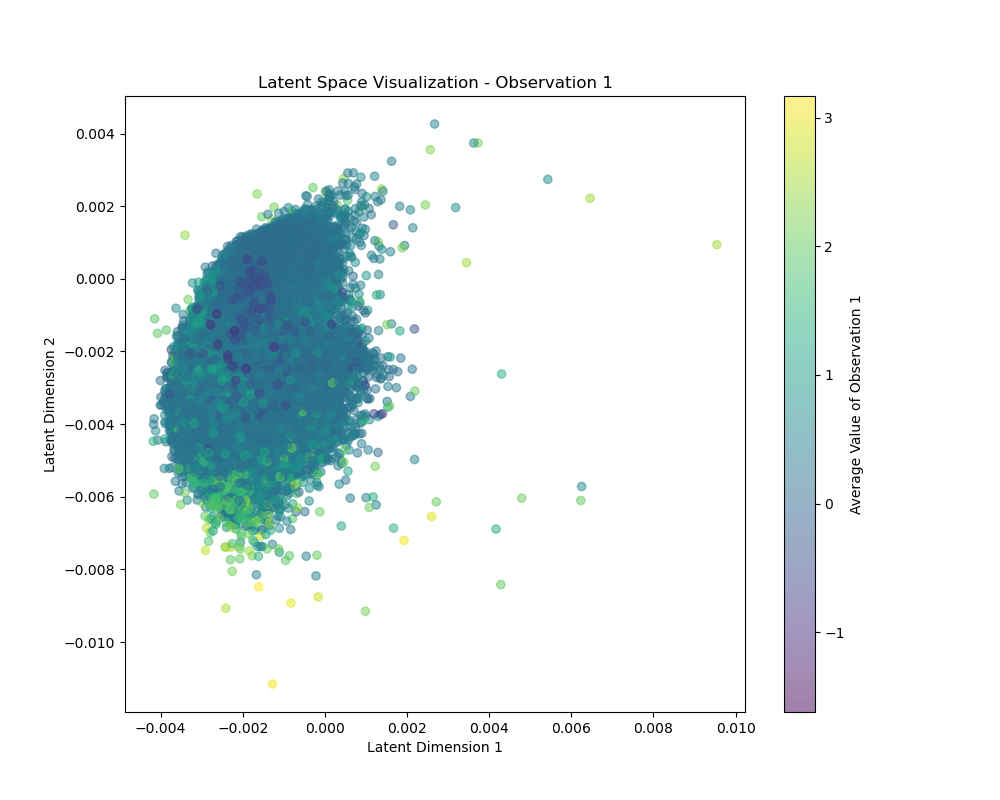 Latent Space Visualization - Observation 1
0.004
0.002
0.000
−0.002
−0.004
−0.006
−0.008
−0.010
Latent Dimension 2
−0.004 −0.002 0.000 0.002 0.004 0.006 0.008 0.010
Latent Dimension 1
3
2
1
0
−1
Average Value of Observation 1